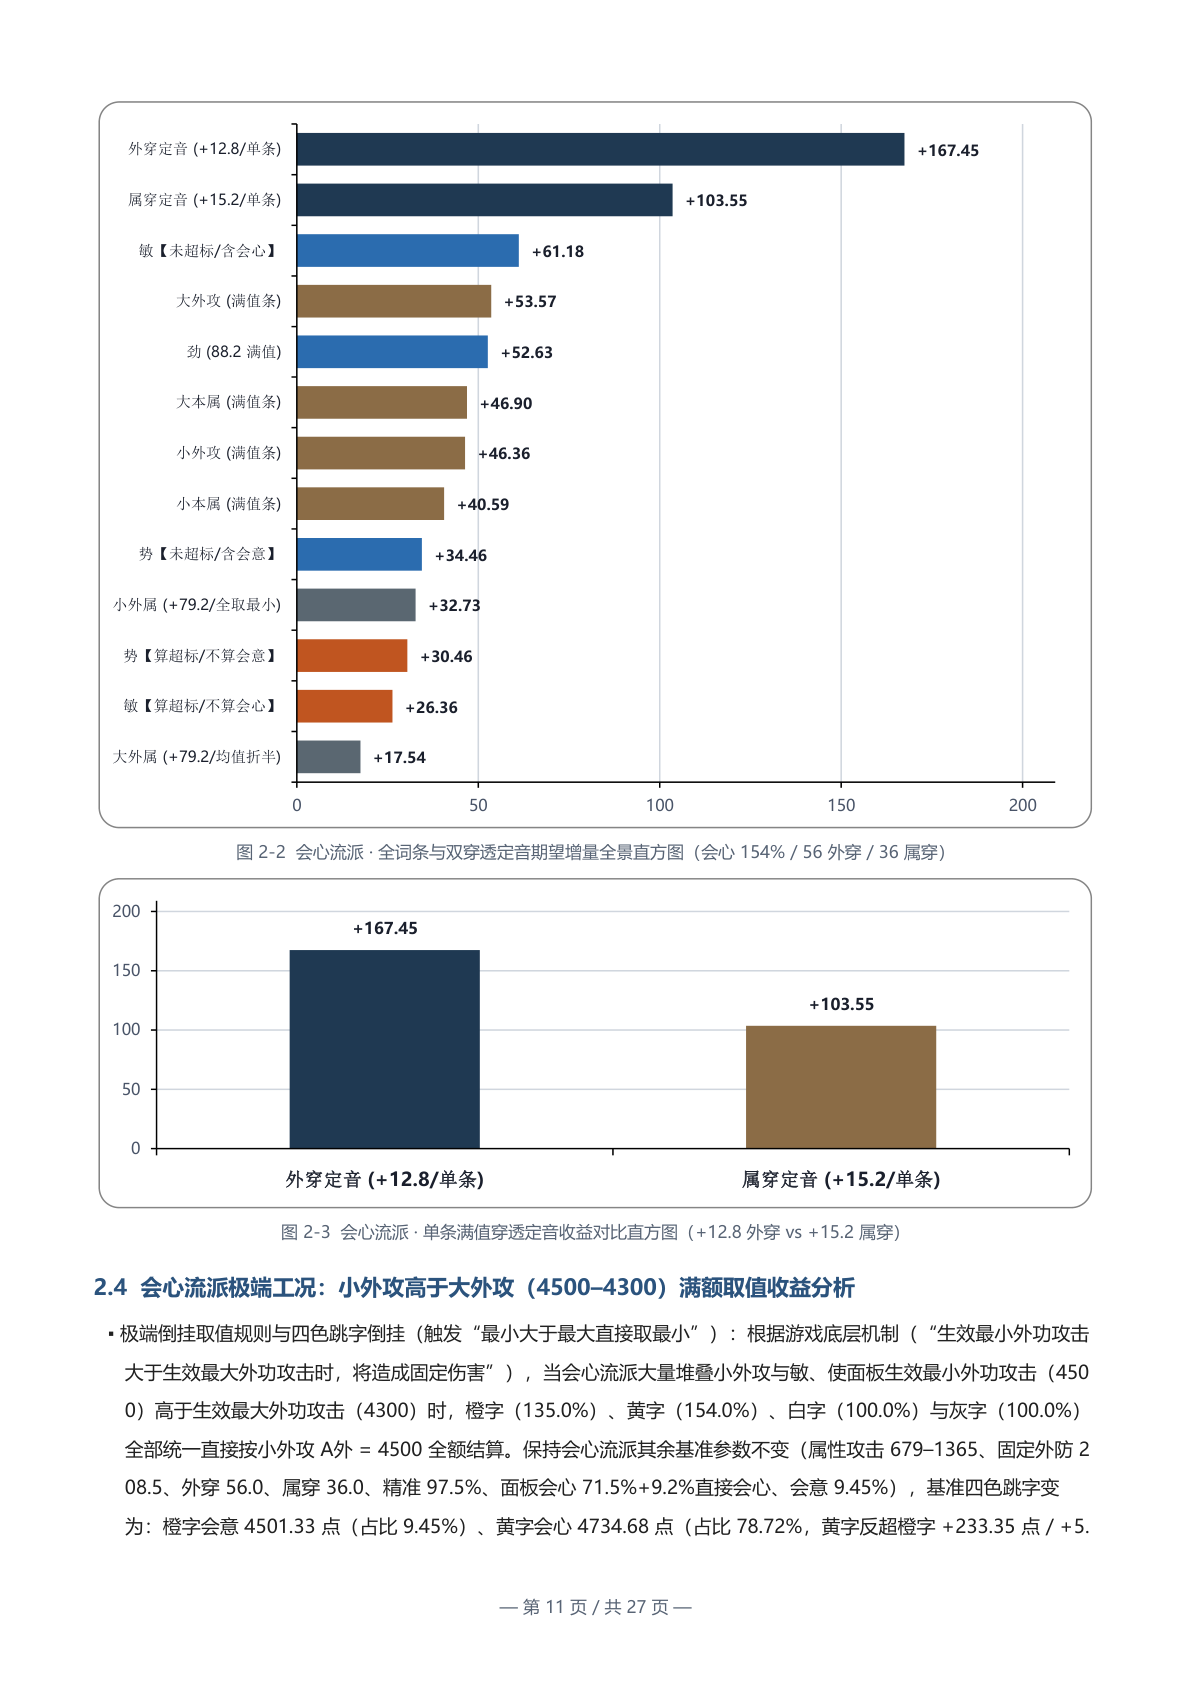 外穿定音 (+12.8/单条) +167.45
属穿定音 (+15.2/单条) +103.55
敏【未超标/含会心】 +61.18
大外攻 (满值条) +53.57
劲 (88.2 满值) +52.63
大本属 (满值条) +46.90
小外攻 (满值条) +46.36
小本属 (满值条) +40.59
势【未超标/含会意】 +34.46
小外属 (+79.2/全取最小) +32.73
势【算超标/不算会意】 +30.46
敏【算超标/不算会心】 +26.36
大外属 (+79.2/均值折半) +17.54
0 50 100 150 200
图 2-2 会心流派 · 全词条与双穿透定音期望增量全景直方图（会心 154% / 56 外穿 / 36 属穿）
200
+167.45
150
+103.55
100
50
0
外穿定音 (+12.8/单条) 属穿定音 (+15.2/单条)
图 2-3 会心流派 · 单条满值穿透定音收益对比直方图（+12.8 外穿 vs +15.2 属穿）
2.4 会心流派极端工况：小外攻高于大外攻（4500–4300）满额取值收益分析
▪ 极端倒挂取值规则与四色跳字倒挂（触发“最小大于最大直接取最小”）：根据游戏底层机制（“生效最小外功攻击
大于生效最大外功攻击时，将造成固定伤害”），当会心流派大量堆叠小外攻与敏、使面板生效最小外功攻击（450
0）高于生效最大外功攻击（4300）时，橙字（135.0%）、黄字（154.0%）、白字（100.0%）与灰字（100.0%）
全部统一直接按小外攻 A外 = 4500 全额结算。保持会心流派其余基准参数不变（属性攻击 679–1365、固定外防 2
08.5、外穿 56.0、属穿 36.0、精准 97.5%、面板会心 71.5%+9.2%直接会心、会意 9.45%），基准四色跳字变
为：橙字会意 4501.33 点（占比 9.45%）、黄字会心 4734.68 点（占比 78.72%，黄字反超橙字 +233.35 点 / +5.
— 第 11 页 / 共 27 页 —